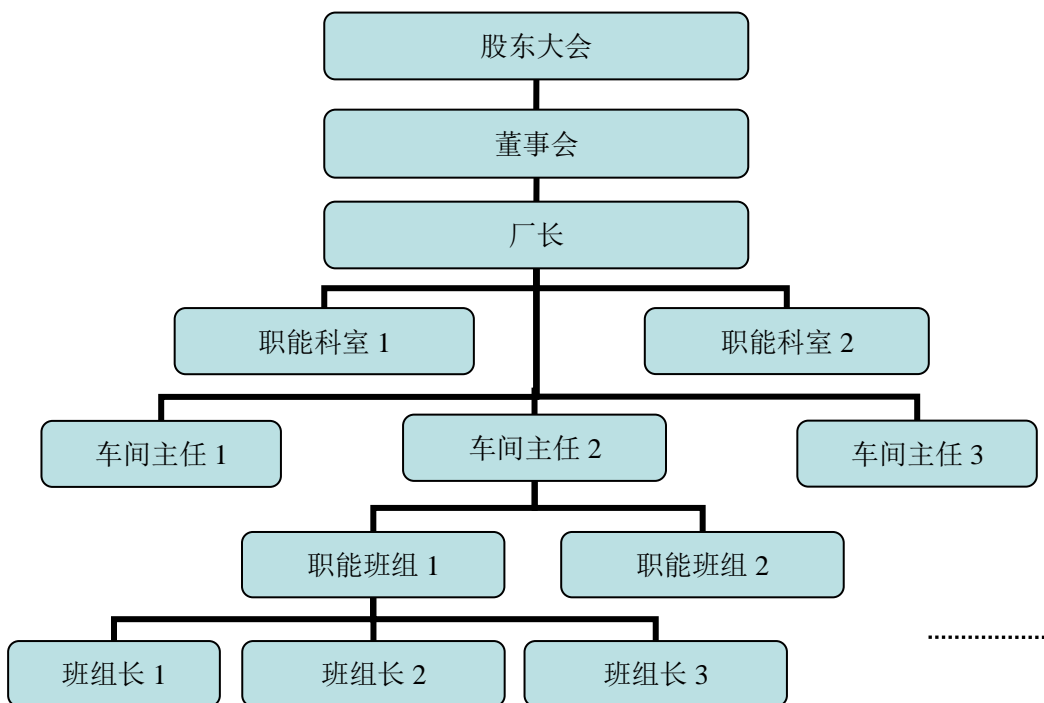 股东大会
董事会
厂长
职能科室 1
职能科室 2
车间主任 1
车间主任 2
车间主任 3
职能班组 1
职能班组 2
班组长 1
班组长 2
班组长 3